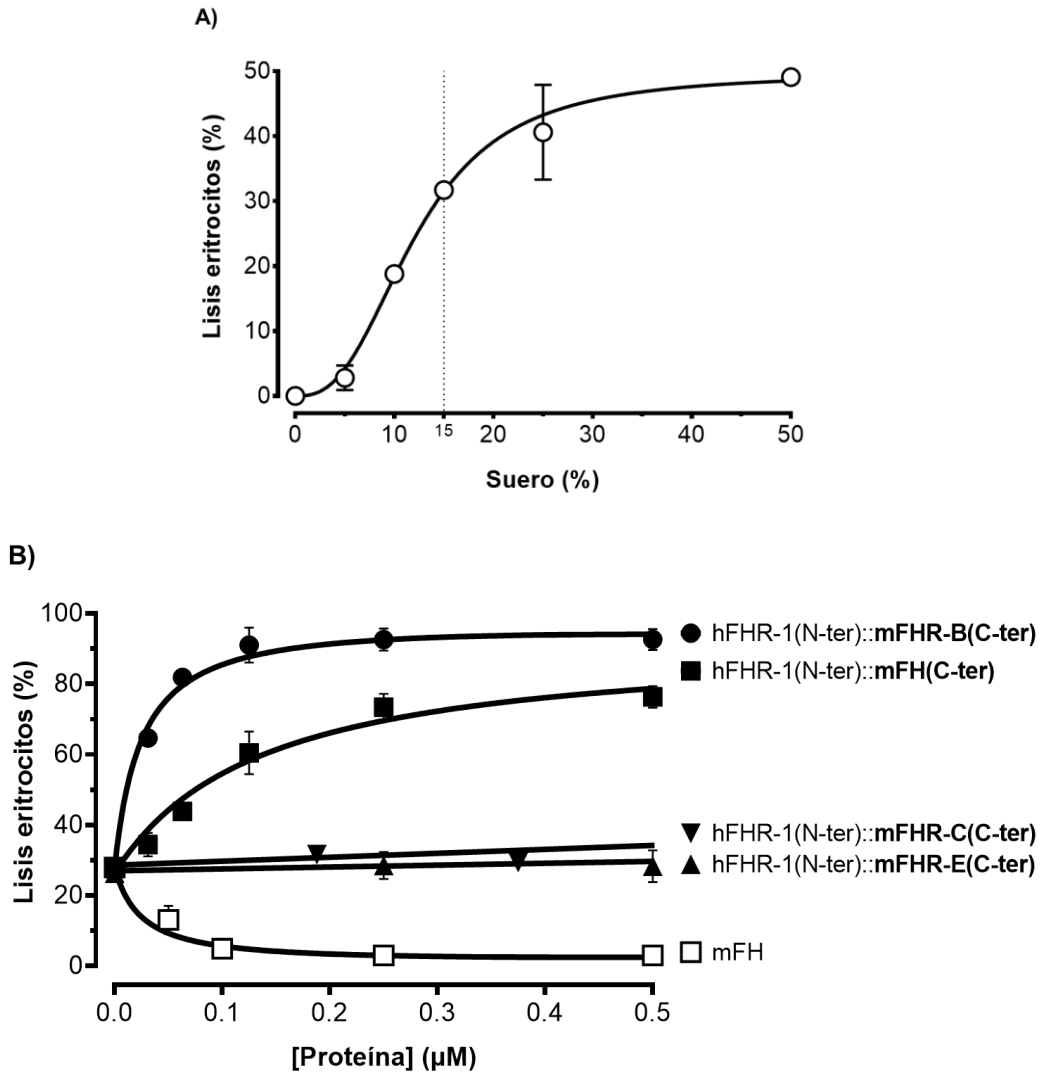 A)
50
40
30
20
10
0
Lisis eritrocitos (%)
0 10 15 20 30 40 50
Suero (%)
B)
100
80
60
40
20
0
Lisis eritrocitos (%)
hFHR-1(N-ter)::mFHR-B(C-ter)
hFHR-1(N-ter)::mFH(C-ter)
hFHR-1(N-ter)::mFHR-C(C-ter)
hFHR-1(N-ter)::mFHR-E(C-ter)
mFH
0.0 0.1 0.2 0.3 0.4 0.5
[Proteína] (µM)